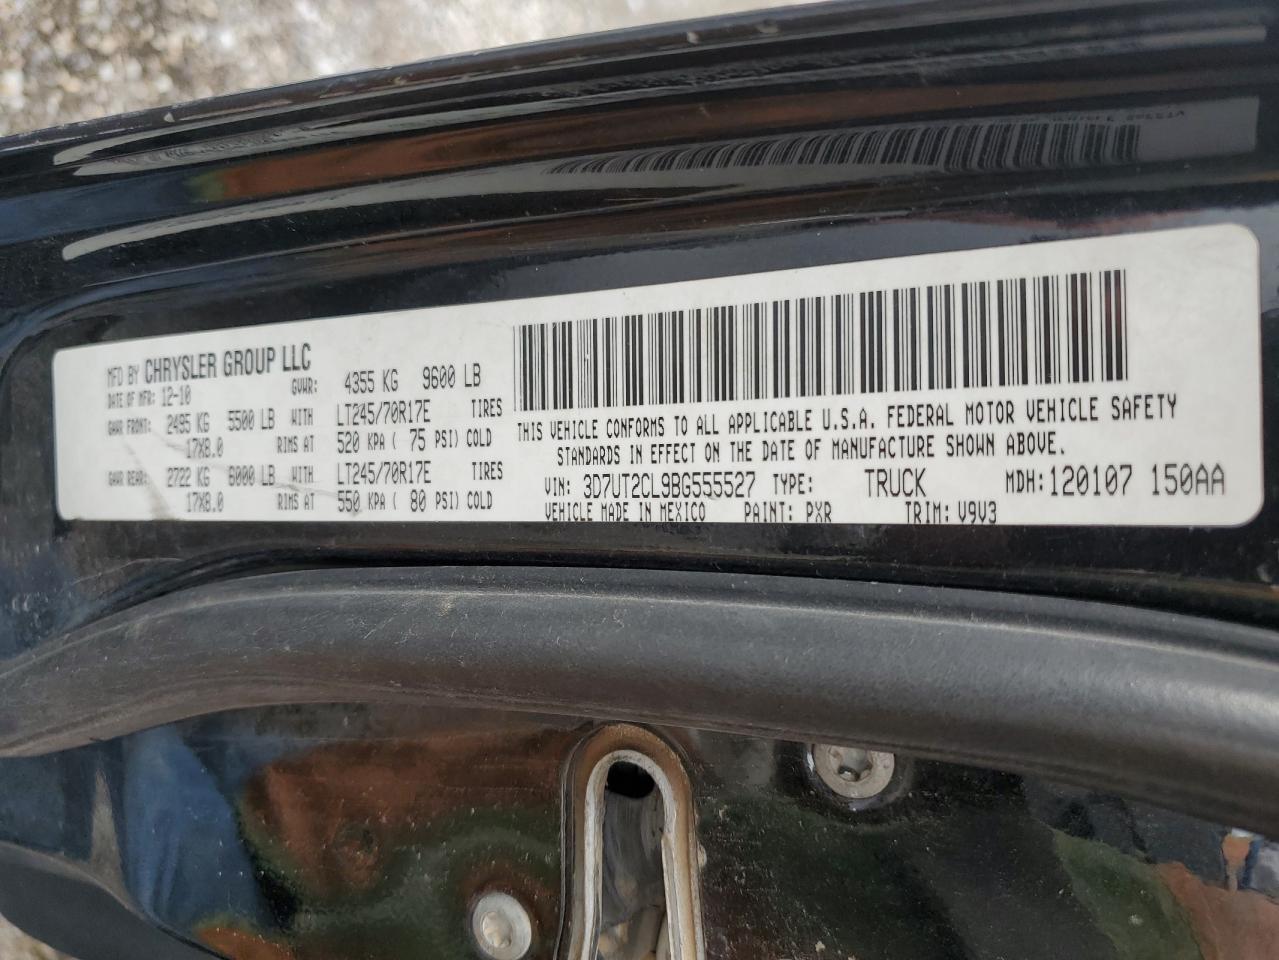 MFD BY CHRYSLER GROUP LLC
DATE OF MFR: 12-10 GVWR: 4355 KG 9600 LB
GAWR FRONT: 2495 KG 5500 LB WITH LT245/70R17E TIRES
17X8.0 RIMS AT 520 KPA ( 75 PSI) COLD
GAWR REAR: 2722 KG 6000 LB WITH LT245/70R17E TIRES
17X8.0 RIMS AT 550 KPA ( 80 PSI) COLD
THIS VEHICLE CONFORMS TO ALL APPLICABLE U.S.A. FEDERAL MOTOR VEHICLE SAFETY
STANDARDS IN EFFECT ON THE DATE OF MANUFACTURE SHOWN ABOVE.
VIN: 3D7UT2CL9BG555527 TYPE: TRUCK MDH: 120107 150AA
VEHICLE MADE IN MEXICO PAINT: PXR TRIM: V9V3